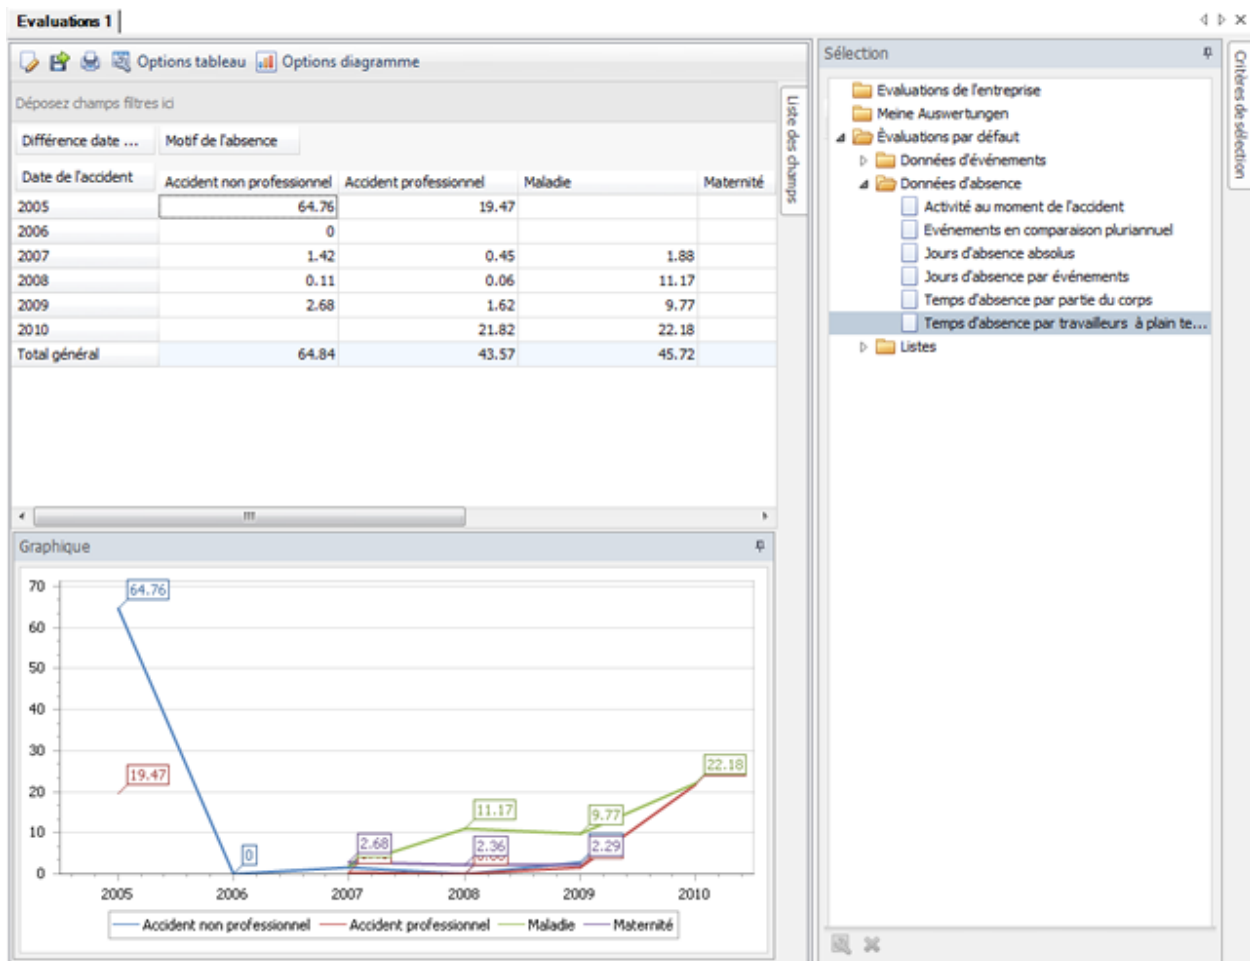 Evaluations 1
Options tableau Options diagramme
Déposez champs filtres ici
Différence date ... Motif de l'absence
Date de l'accident Accident non professionnel Accident professionnel Maladie Maternité
2005 64.76 19.47
2006 0
2007 1.42 0.45 1.88
2008 0.11 0.06 11.17
2009 2.68 1.62 9.77
2010 21.82 22.18
Total général 64.84 43.57 45.72
Liste des champs
Graphique
70
60
50
40
30
20
10
0
64.76
19.47
0
2.68
11.17
2.36
9.77
2.29
22.18
2005 2006 2007 2008 2009 2010
Accident non professionnel Accident professionnel Maladie Maternité
Sélection
Evaluations de l'entreprise
Meine Auswertungen
Èvaluations par défaut
Données d'événements
Données d'absence
Activité au moment de l'accident
Evénements en comparaison pluriannuel
Jours d'absence absolus
Jours d'absence par événements
Temps d'absence par partie du corps
Temps d'absence par travailleurs à plain te...
Listes
Critères de sélection